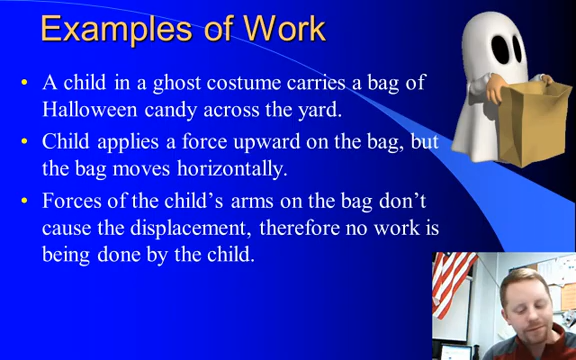 Examples of Work
• A child in a ghost costume carries a bag of
Halloween candy across the yard.
• Child applies a force upward on the bag, but
the bag moves horizontally.
• Forces of the child's arms on the bag don't
cause the displacement, therefore no work is
being done by the child.